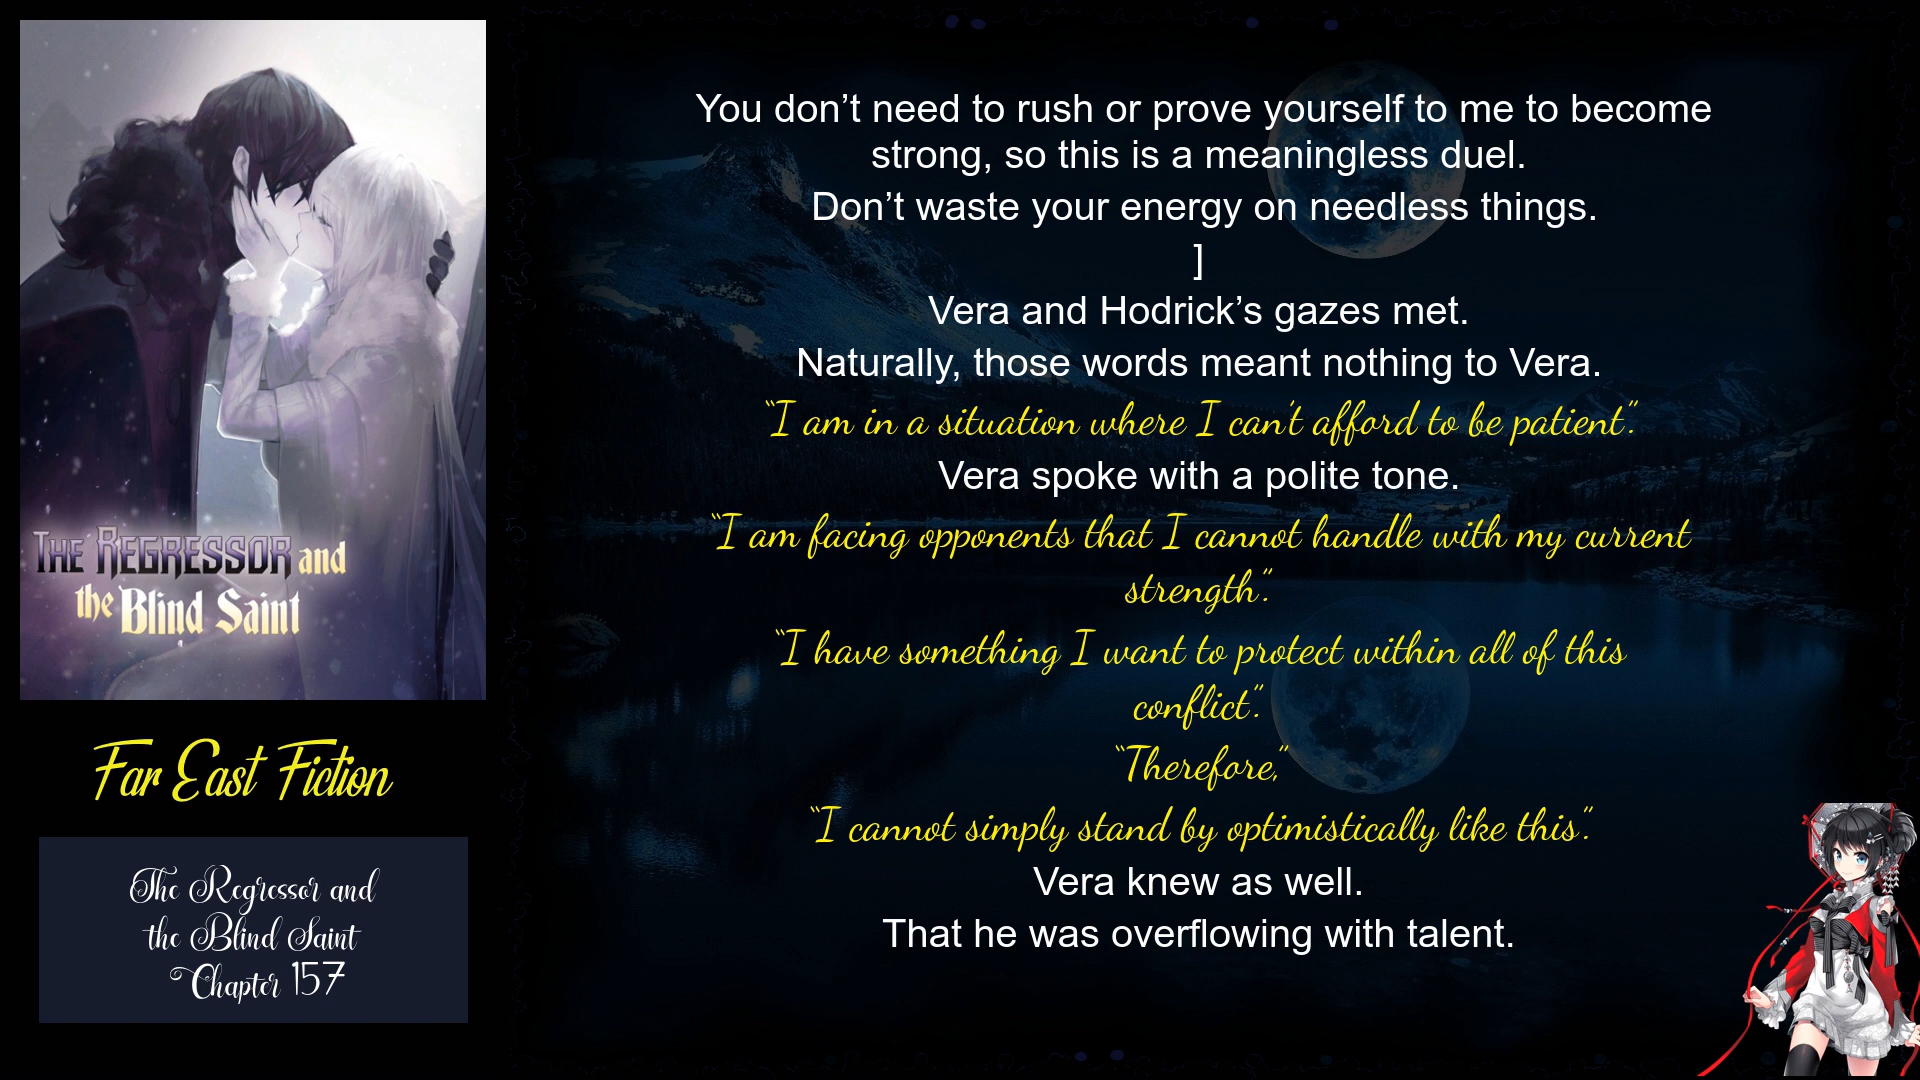 THE REGRESSOR and
the Blind Saint
Far East Fiction
The Regressor and
the Blind Saint
Chapter 157
You don’t need to rush or prove yourself to me to become
strong, so this is a meaningless duel.
Don’t waste your energy on needless things.
]
Vera and Hodrick’s gazes met.
Naturally, those words meant nothing to Vera.
“I am in a situation where I can’t afford to be patient”.
Vera spoke with a polite tone.
“I am facing opponents that I cannot handle with my current
strength”.
“I have something I want to protect within all of this
conflict”.
“Therefore,”
“I cannot simply stand by optimistically like this”.
Vera knew as well.
That he was overflowing with talent.